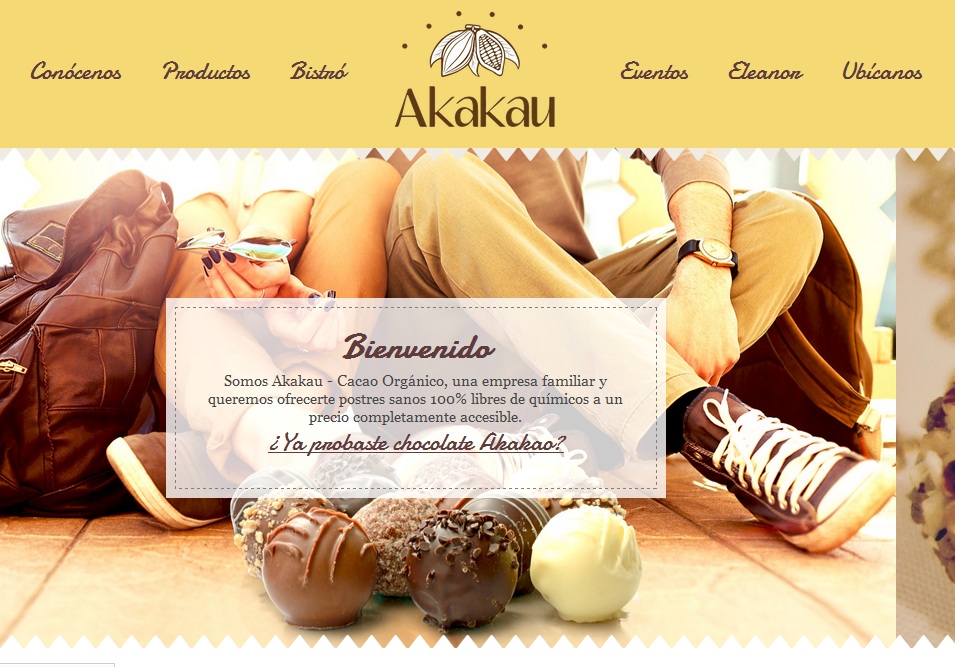 Conócenos Productos Bistró Akakau Eventos Eleanor Ubícanos
Bienvenido
Somos Akakau - Cacao Orgánico, una empresa familiar y
queremos ofrecerte postres sanos 100% libres de químicos a un
precio completamente accesible.
¿Ya probaste chocolate Akakao?